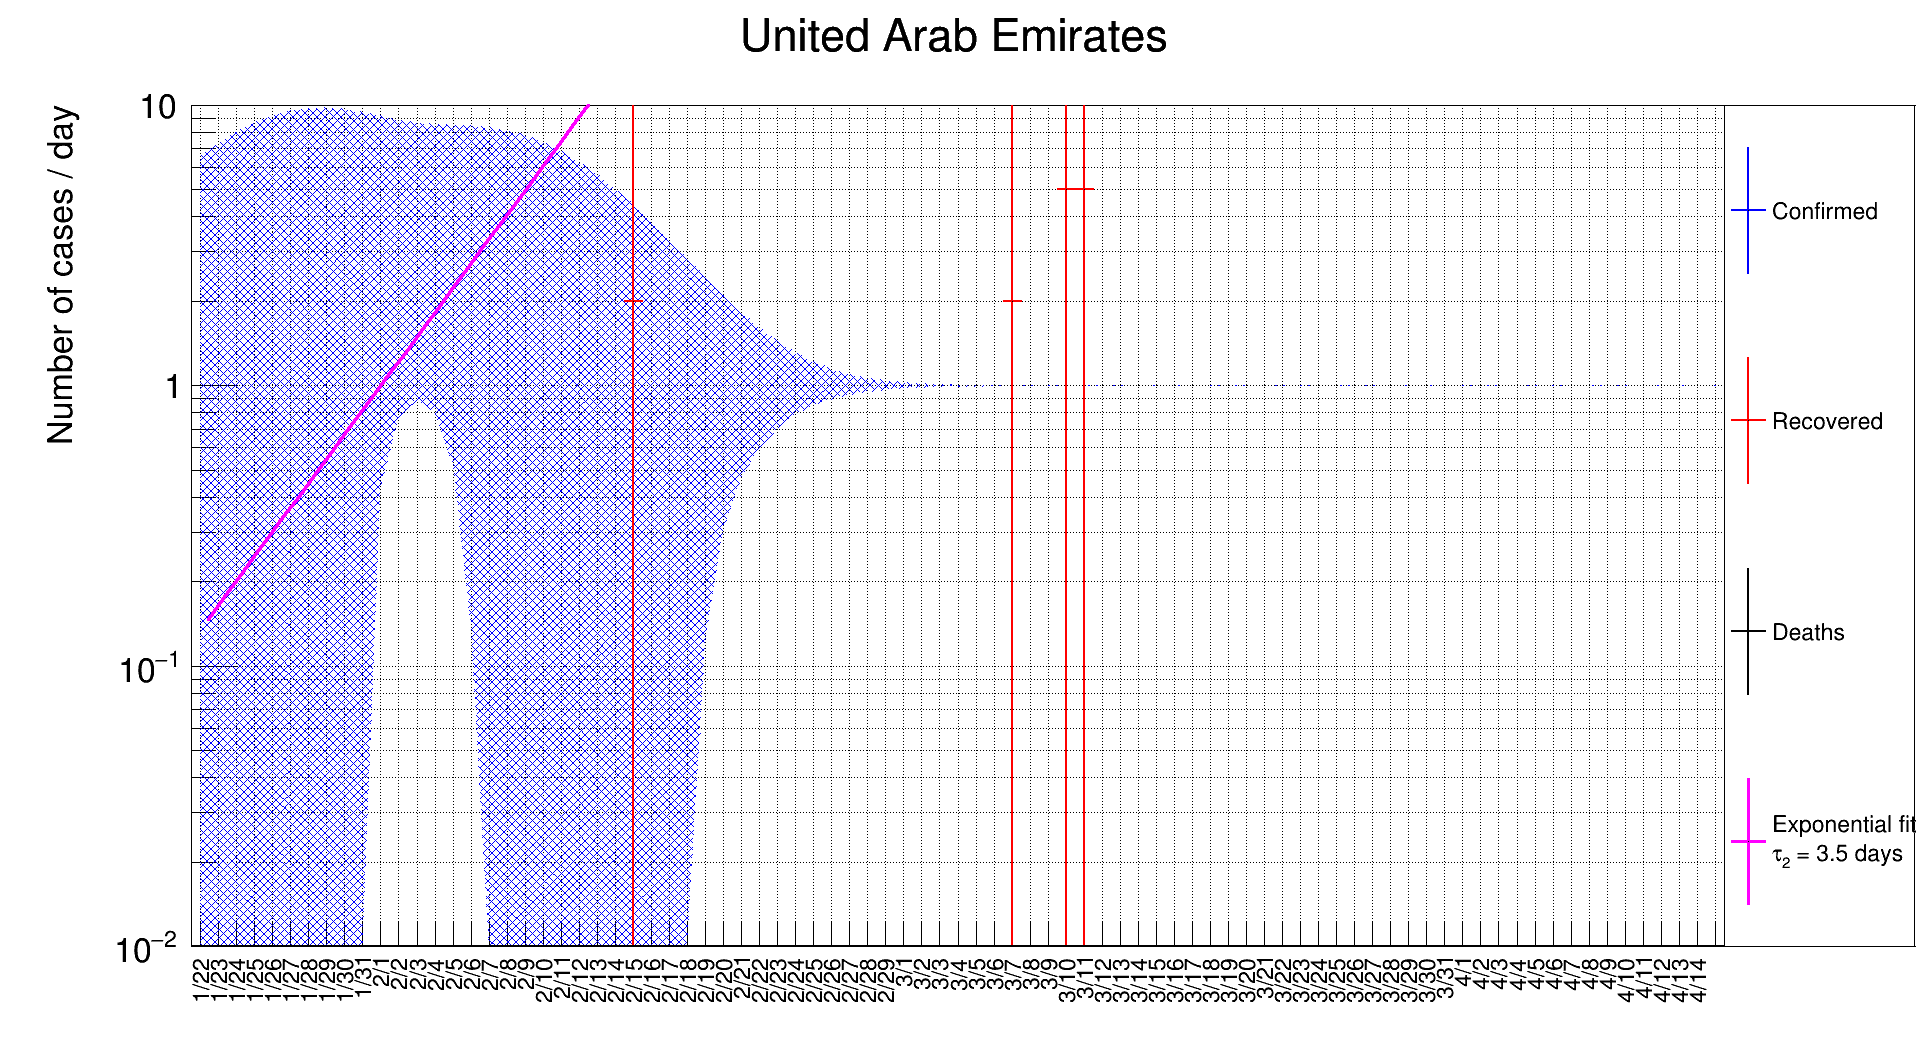 United Arab Emirates
Number of cases / day
10
1
10⁻¹
10⁻²
1/22 1/23 1/24 1/25 1/26 1/27 1/28 1/29 1/30 1/31 2/1 2/2 2/3 2/4 2/5 2/6 2/7 2/8 2/9 2/10 2/11 2/12 2/13 2/14 2/15 2/16 2/17 2/18 2/19 2/20 2/21 2/22 2/23 2/24 2/25 2/26 2/27 2/28 2/29 3/1 3/2 3/3 3/4 3/5 3/6 3/7 3/8 3/9 3/10 3/11 3/12 3/13 3/14 3/15 3/16 3/17 3/18 3/19 3/20 3/21 3/22 3/23 3/24 3/25 3/26 3/27 3/28 3/29 3/30 3/31 4/1 4/2 4/3 4/4 4/5 4/6 4/7 4/8 4/9 4/10 4/11 4/12 4/13 4/14
Confirmed
Recovered
Deaths
Exponential fit
τ₂ = 3.5 days